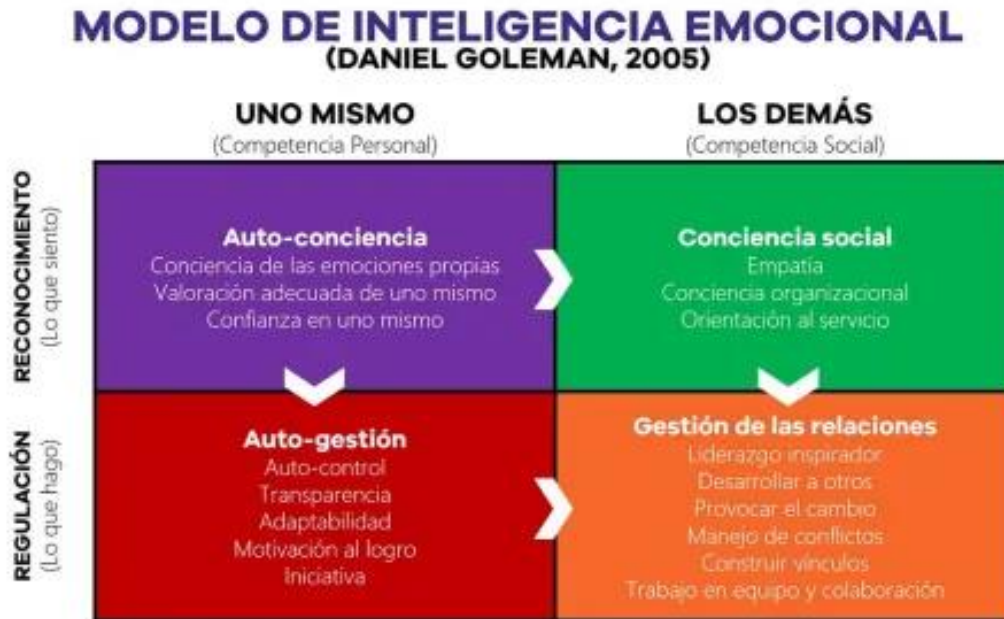 MODELO DE INTELIGENCIA EMOCIONAL
(DANIEL GOLEMAN, 2005)
UNO MISMO
(Competencia Personal)
LOS DEMÁS
(Competencia Social)
RECONOCIMIENTO
(Lo que siento)
Auto-conciencia
Conciencia de las emociones propias
Valoración adecuada de uno mismo
Confianza en uno mismo
Conciencia social
Empatía
Conciencia organizacional
Orientación al servicio
REGULACIÓN
(Lo que hago)
Auto-gestión
Auto-control
Transparencia
Adaptabilidad
Motivación al logro
Iniciativa
Gestión de las relaciones
Liderazgo inspirador
Desarrollar a otros
Provocar el cambio
Manejo de conflictos
Construir vínculos
Trabajo en equipo y colaboración